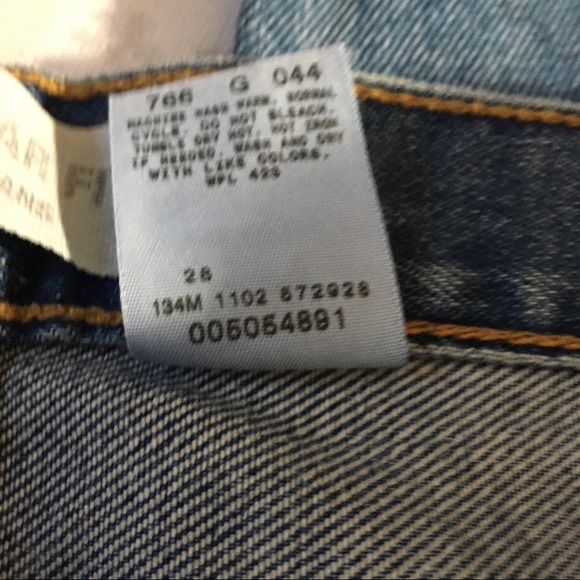 766 G 044
MACHINE WASH WARM, NORMAL
CYCLE. DO NOT BLEACH.
TUMBLE DRY HOT. HOT IRON
IF NEEDED. WASH AND DRY
WITH LIKE COLORS.
WPL 423
28
134M 1102 572928
005054891